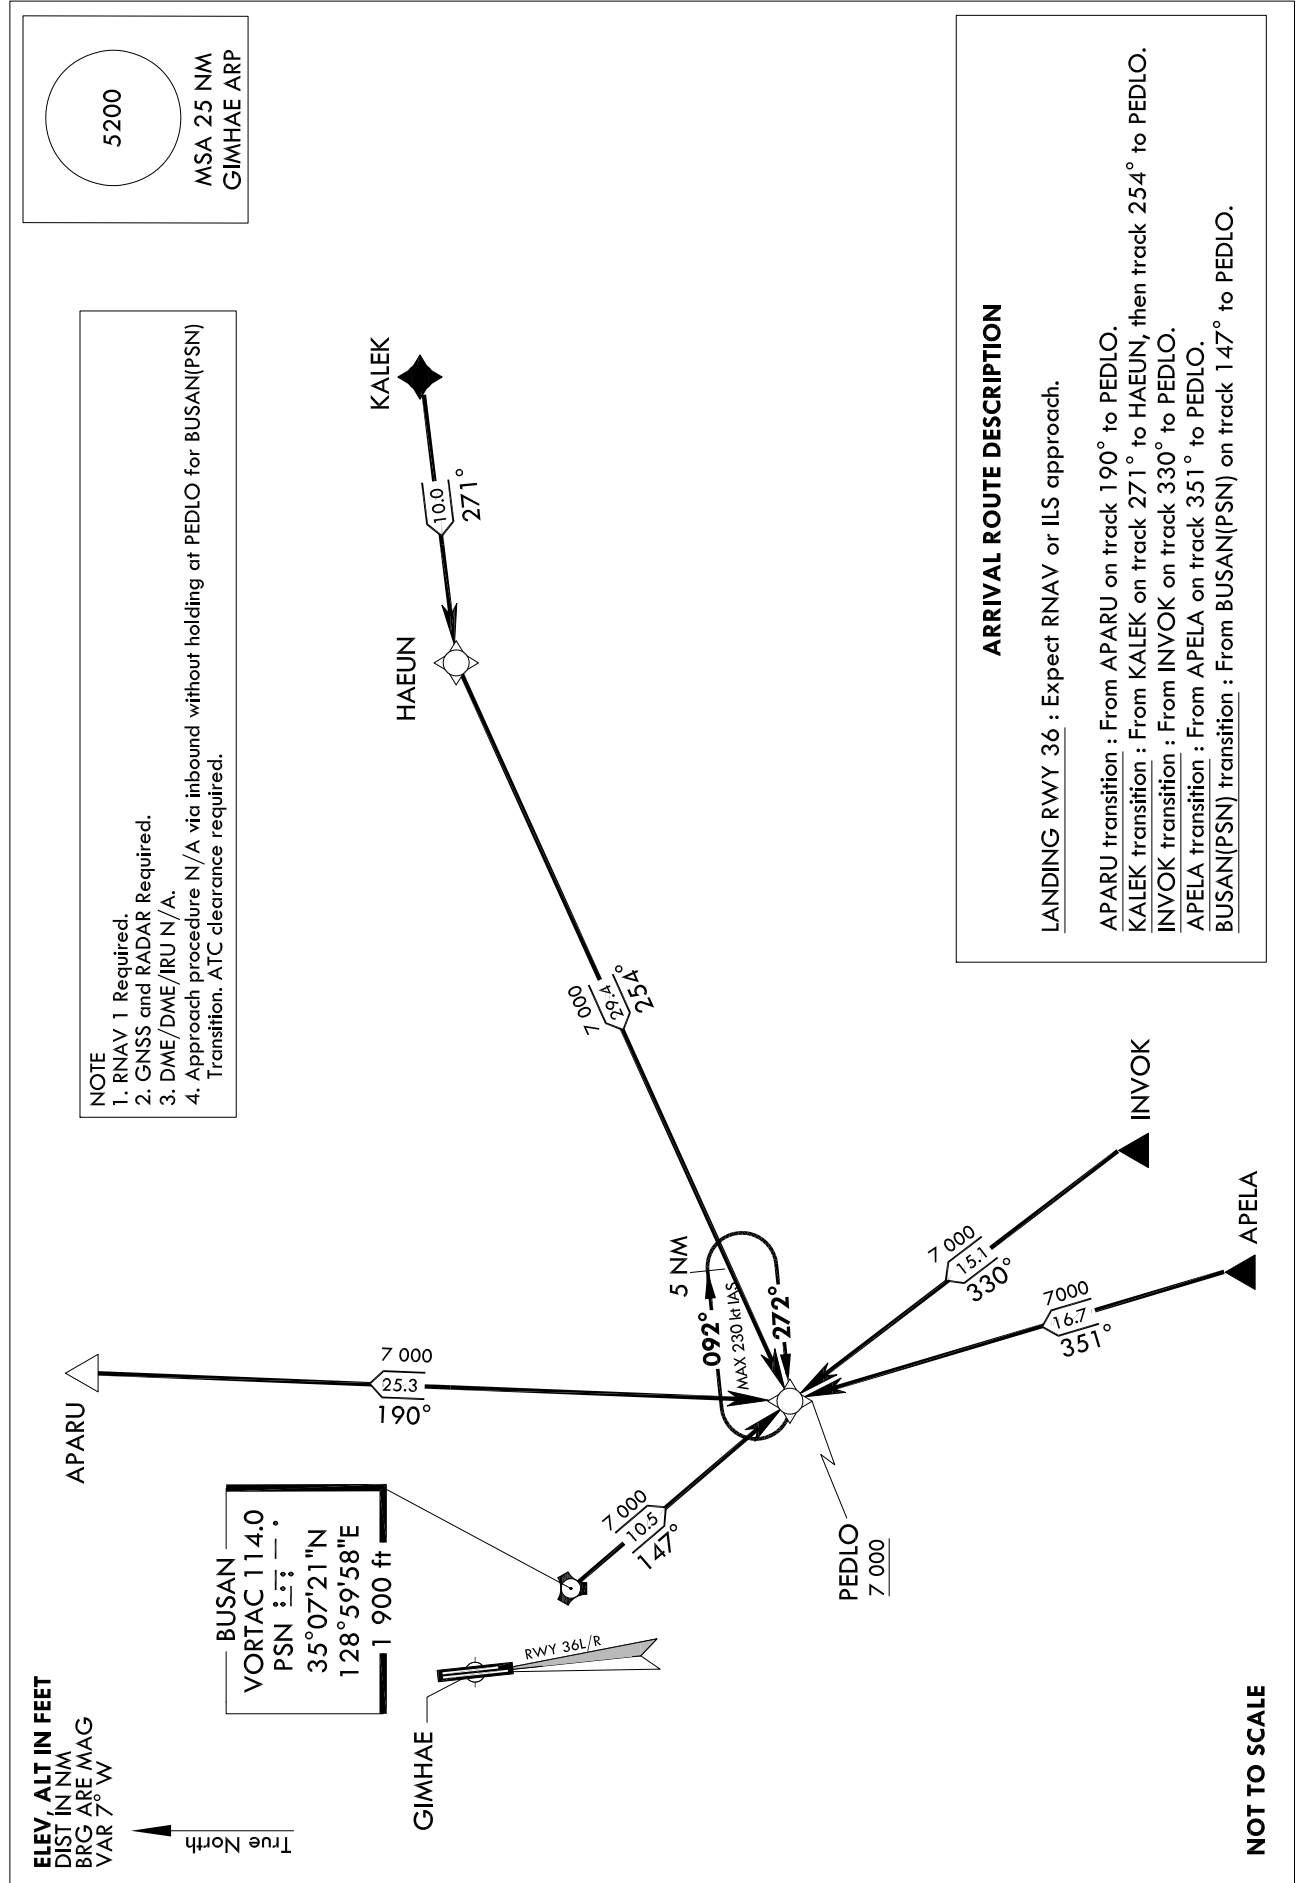 ELEV, ALT IN FEET
DIST IN NM
BRG ARE MAG
VAR 7° W
True North
BUSAN
VORTAC 114.0
PSN
35°07'21"N
128°59'58"E
1 900 ft
GIMHAE
RWY 36L/R
APARU
7 000
25.3
190°
7 000
10.5
147°
PEDLO
7 000
5 NM
092°
MAX 230 kt IAS
272°
7 000
29.4
254°
HAEUN
10.0
271°
KALEK
7 000
15.1
330°
INVOK
7000
16.7
351°
APELA
NOTE
1. RNAV 1 Required.
2. GNSS and RADAR Required.
3. DME/DME/IRU N/A.
4. Approach procedure N/A via inbound without holding at PEDLO for BUSAN(PSN)
Transition. ATC clearance required.
5200
MSA 25 NM
GIMHAE ARP
ARRIVAL ROUTE DESCRIPTION
LANDING RWY 36 : Expect RNAV or ILS approach.
APARU transition : From APARU on track 190° to PEDLO.
KALEK transition : From KALEK on track 271° to HAEUN, then track 254° to PEDLO.
INVOK transition : From INVOK on track 330° to PEDLO.
APELA transition : From APELA on track 351° to PEDLO.
BUSAN(PSN) transition : From BUSAN(PSN) on track 147° to PEDLO.
NOT TO SCALE